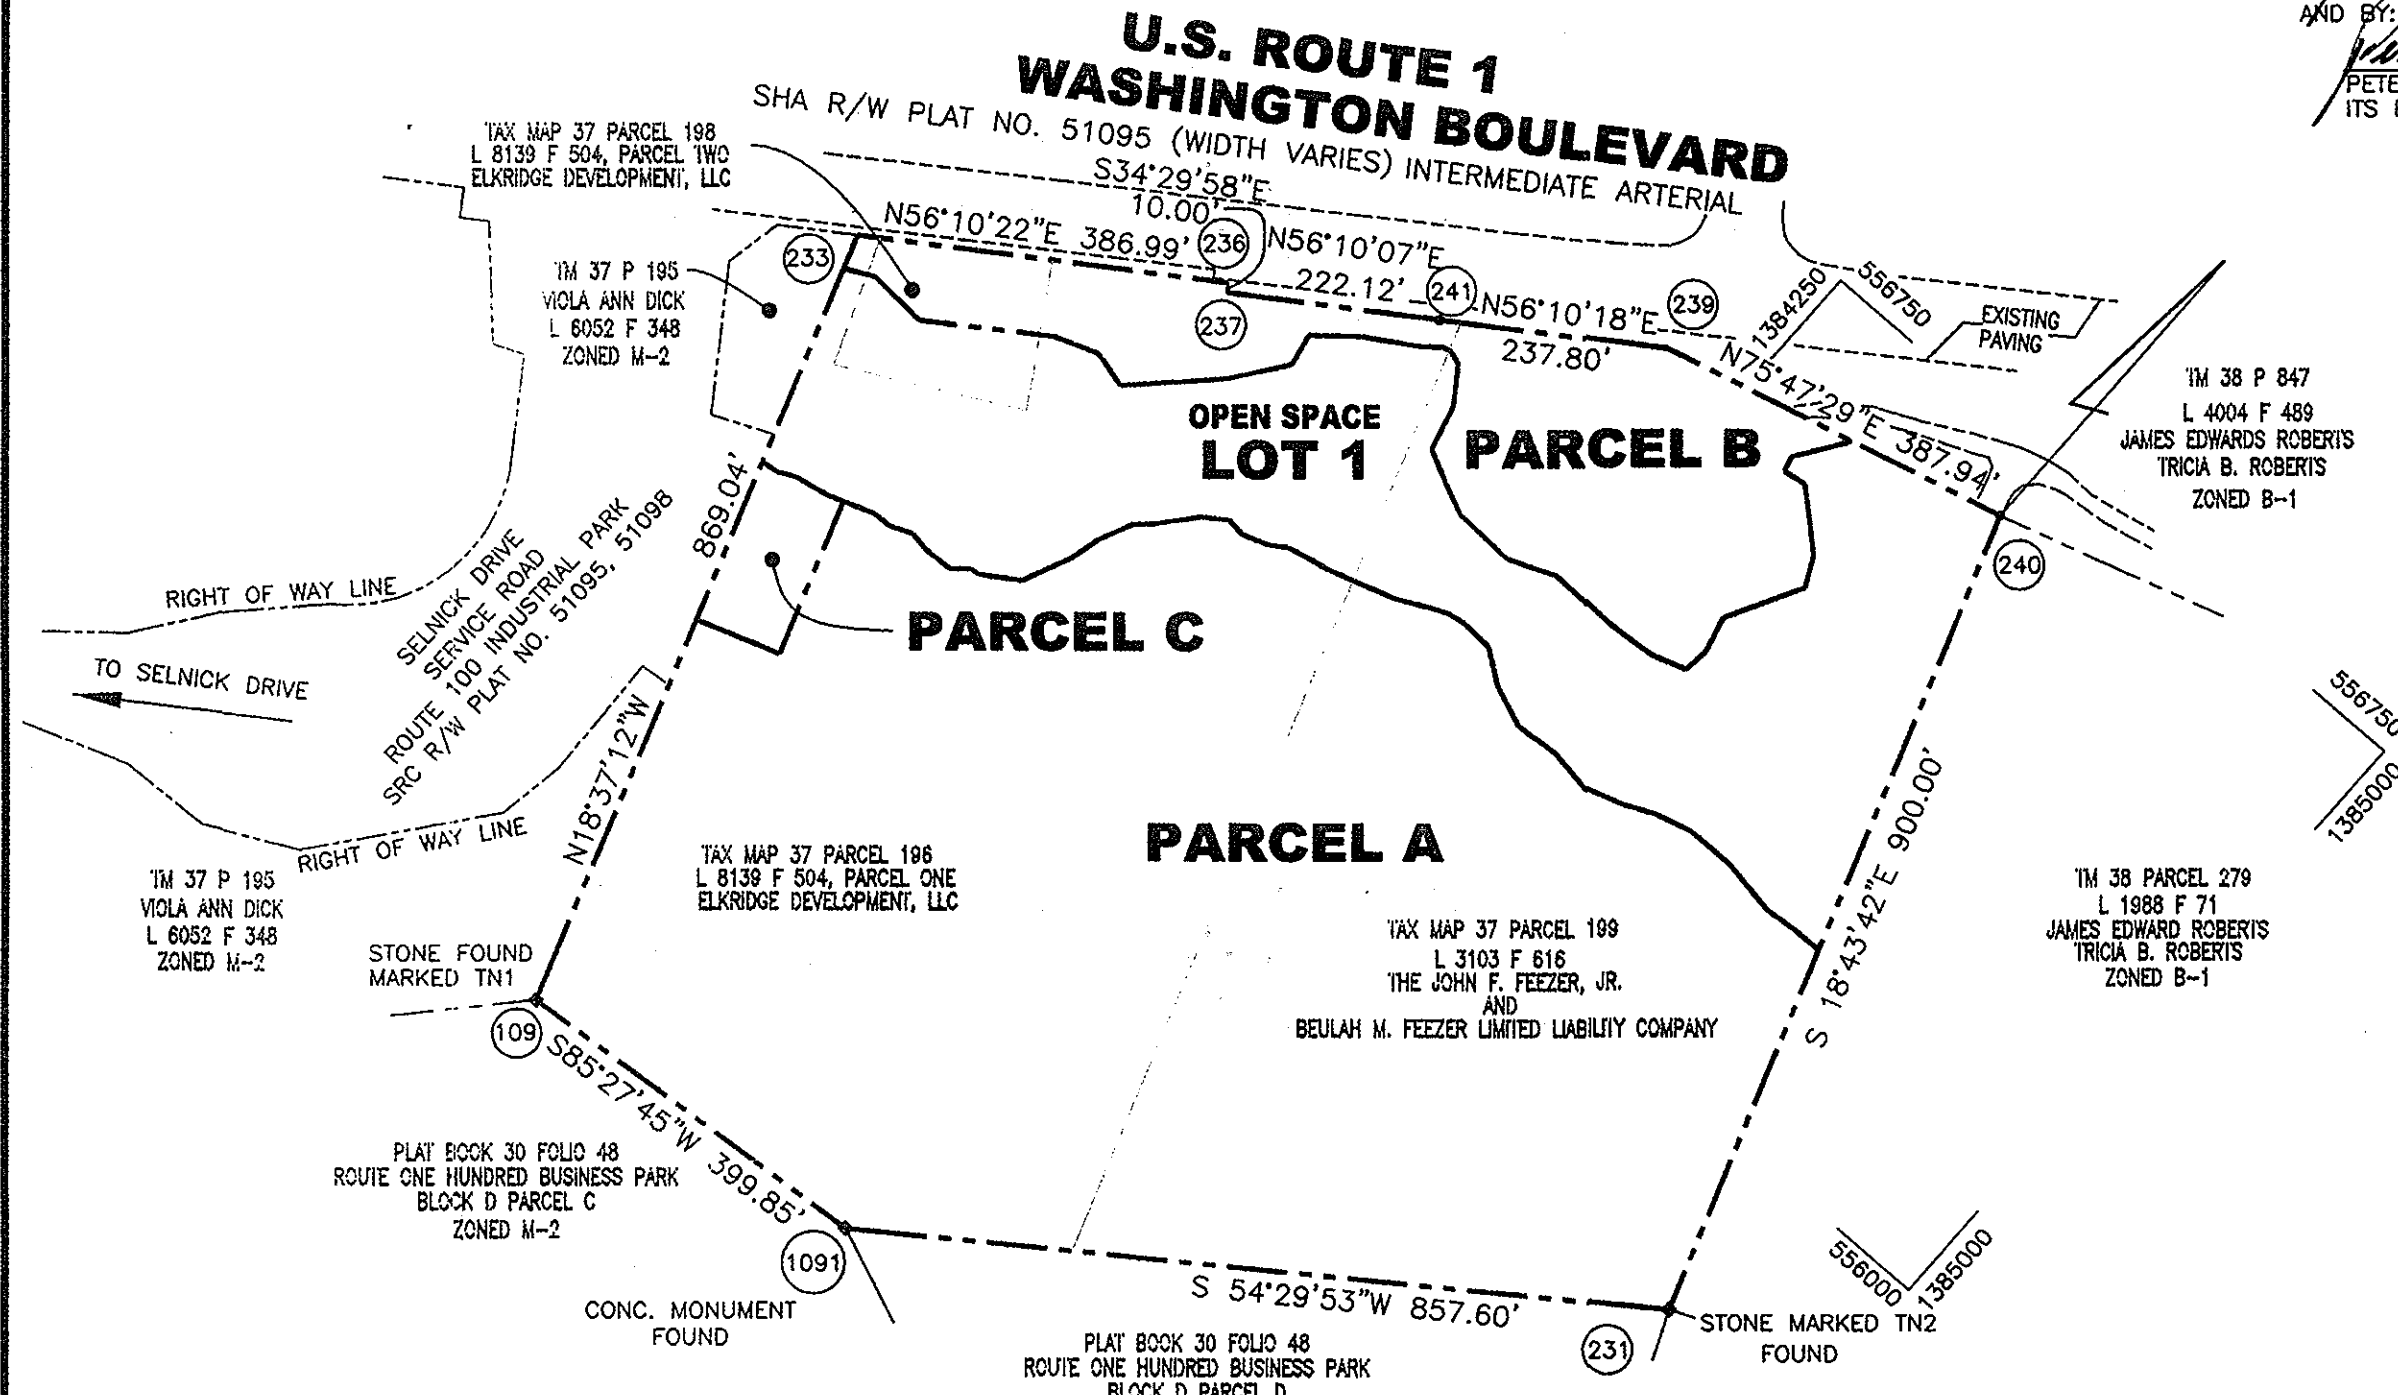 AND BY:
PETE
ITS
U.S. ROUTE 1
WASHINGTON BOULEVARD
SHA R/W PLAT NO. 51095 (WIDTH VARIES) INTERMEDIATE ARTERIAL
TAX MAP 37 PARCEL 198
L 8139 F 504, PARCEL TWO
ELKRIDGE DEVELOPMENT, LLC
S34°29'58"E
10.00'
N56°10'22"E 386.99'
236
N56°10'07"E
222.12'
233
237
241
N56°10'18"E
237.80'
239
1384250
556750
EXISTING
PAVING
N75°47'29"E 387.94'
TM 37 P 195
VIOLA ANN DICK
L 6052 F 348
ZONED M-2
TM 38 P 847
L 4004 F 489
JAMES EDWARDS ROBERTS
TRICIA B. ROBERTS
ZONED B-1
OPEN SPACE
LOT 1
PARCEL B
240
869.04'
N18°37'12"W
RIGHT OF WAY LINE
SELNICK DRIVE
SERVICE ROAD
ROUTE 100 INDUSTRIAL PARK
SRC R/W PLAT NO. 51095, 51098
PARCEL C
TO SELNICK DRIVE
RIGHT OF WAY LINE
556750
1385000
PARCEL A
S 18°43'42"E 900.00'
TM 37 P 195
VIOLA ANN DICK
L 6052 F 348
ZONED M-2
TAX MAP 37 PARCEL 196
L 8139 F 504, PARCEL ONE
ELKRIDGE DEVELOPMENT, LLC
TAX MAP 37 PARCEL 199
L 3103 F 616
THE JOHN F. FEEZER, JR.
AND
BEULAH M. FEEZER LIMITED LIABILITY COMPANY
TM 38 PARCEL 279
L 1988 F 71
JAMES EDWARD ROBERTS
TRICIA B. ROBERTS
ZONED B-1
STONE FOUND
MARKED TN1
109
S85°27'45"W 399.85'
PLAT BOOK 30 FOLIO 48
ROUTE ONE HUNDRED BUSINESS PARK
BLOCK D PARCEL C
ZONED M-2
1091
CONC. MONUMENT
FOUND
S 54°29'53"W 857.60'
556000
1385000
231
STONE MARKED TN2
FOUND
PLAT BOOK 30 FOLIO 48
ROUTE ONE HUNDRED BUSINESS PARK
BLOCK D PARCEL D